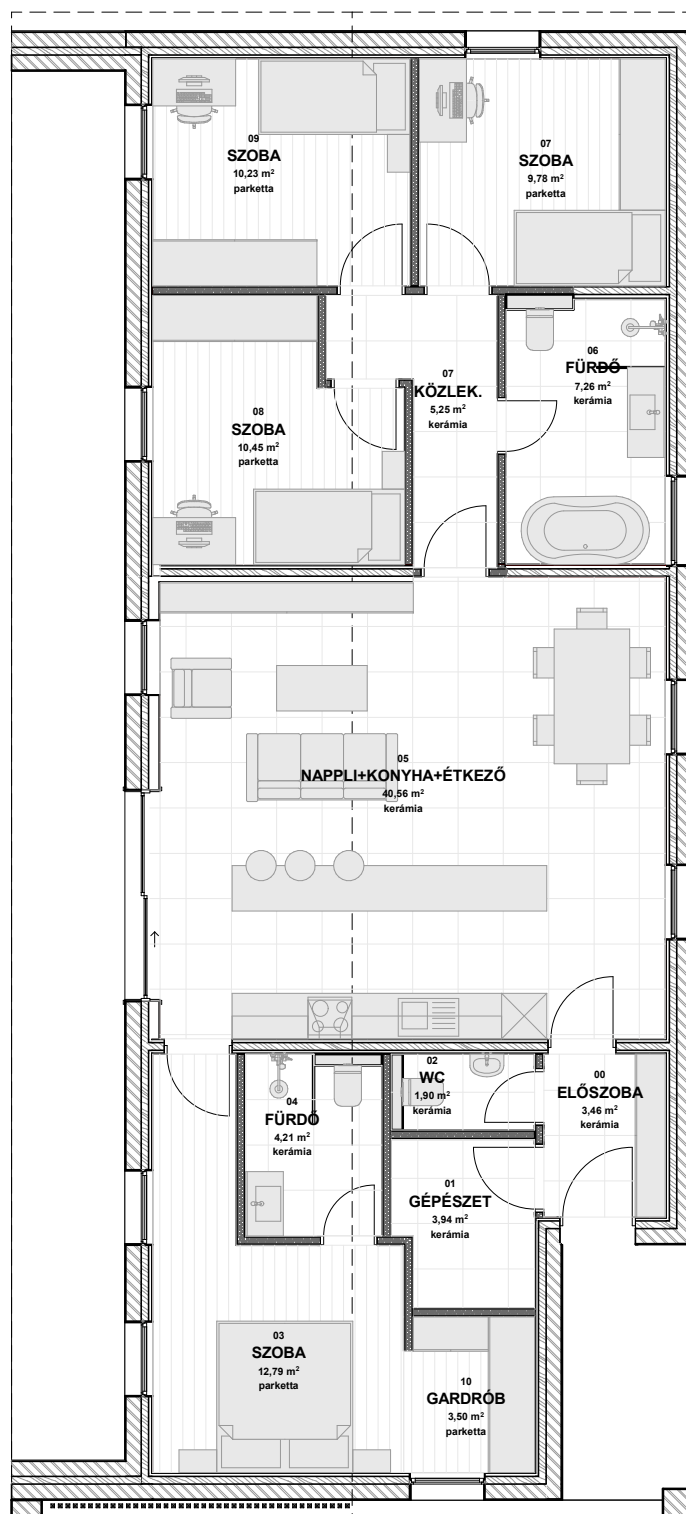 09
SZOBA
10,23 m²
parketta
07
SZOBA
9,78 m²
parketta
06
FÜRDŐ
7,26 m²
kerámia
07
KÖZLEK.
5,25 m²
kerámia
08
SZOBA
10,45 m²
parketta
05
NAPPLI+KONYHA+ÉTKEZŐ
40,56 m²
kerámia
02
WC
1,90 m²
kerámia
00
ELŐSZOBA
3,46 m²
kerámia
04
FÜRDŐ
4,21 m²
kerámia
01
GÉPÉSZET
3,94 m²
kerámia
03
SZOBA
12,79 m²
parketta
10
GARDRÓB
3,50 m²
parketta